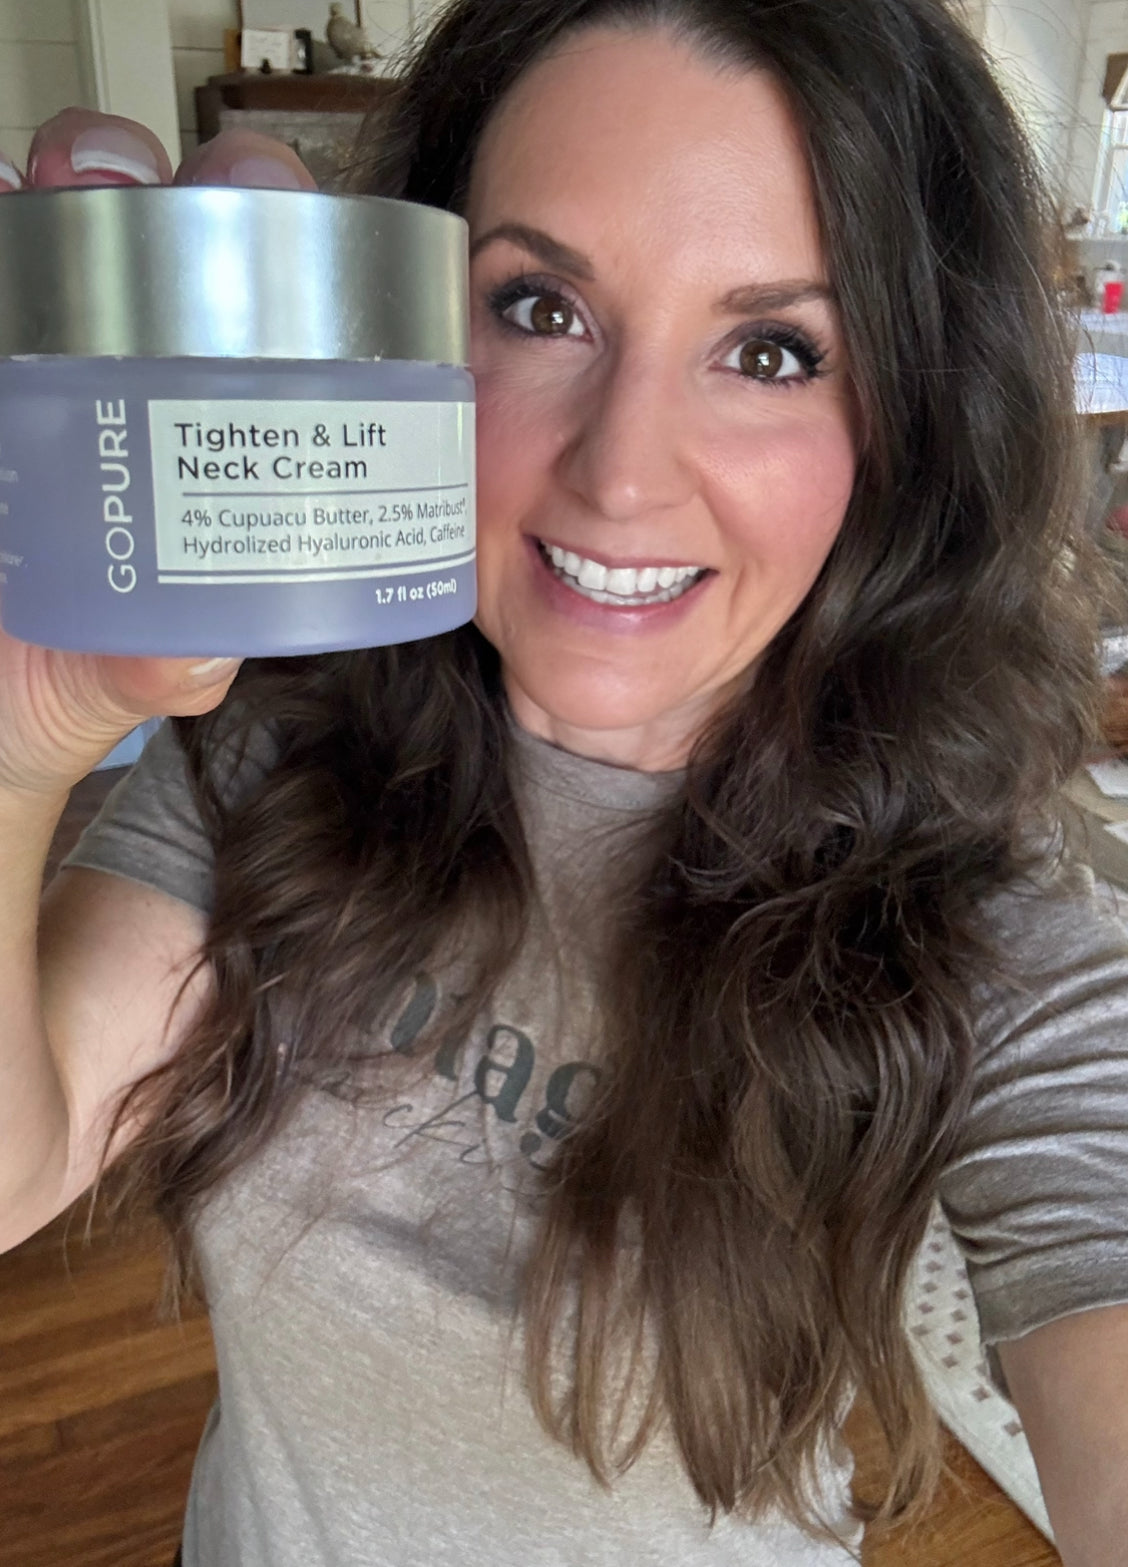 GOPURE
Tighten & Lift
Neck Cream
4% Cupuacu Butter, 2.5% Matribust®
Hydrolized Hyaluronic Acid, Caffeine
1.7 fl oz (50ml)